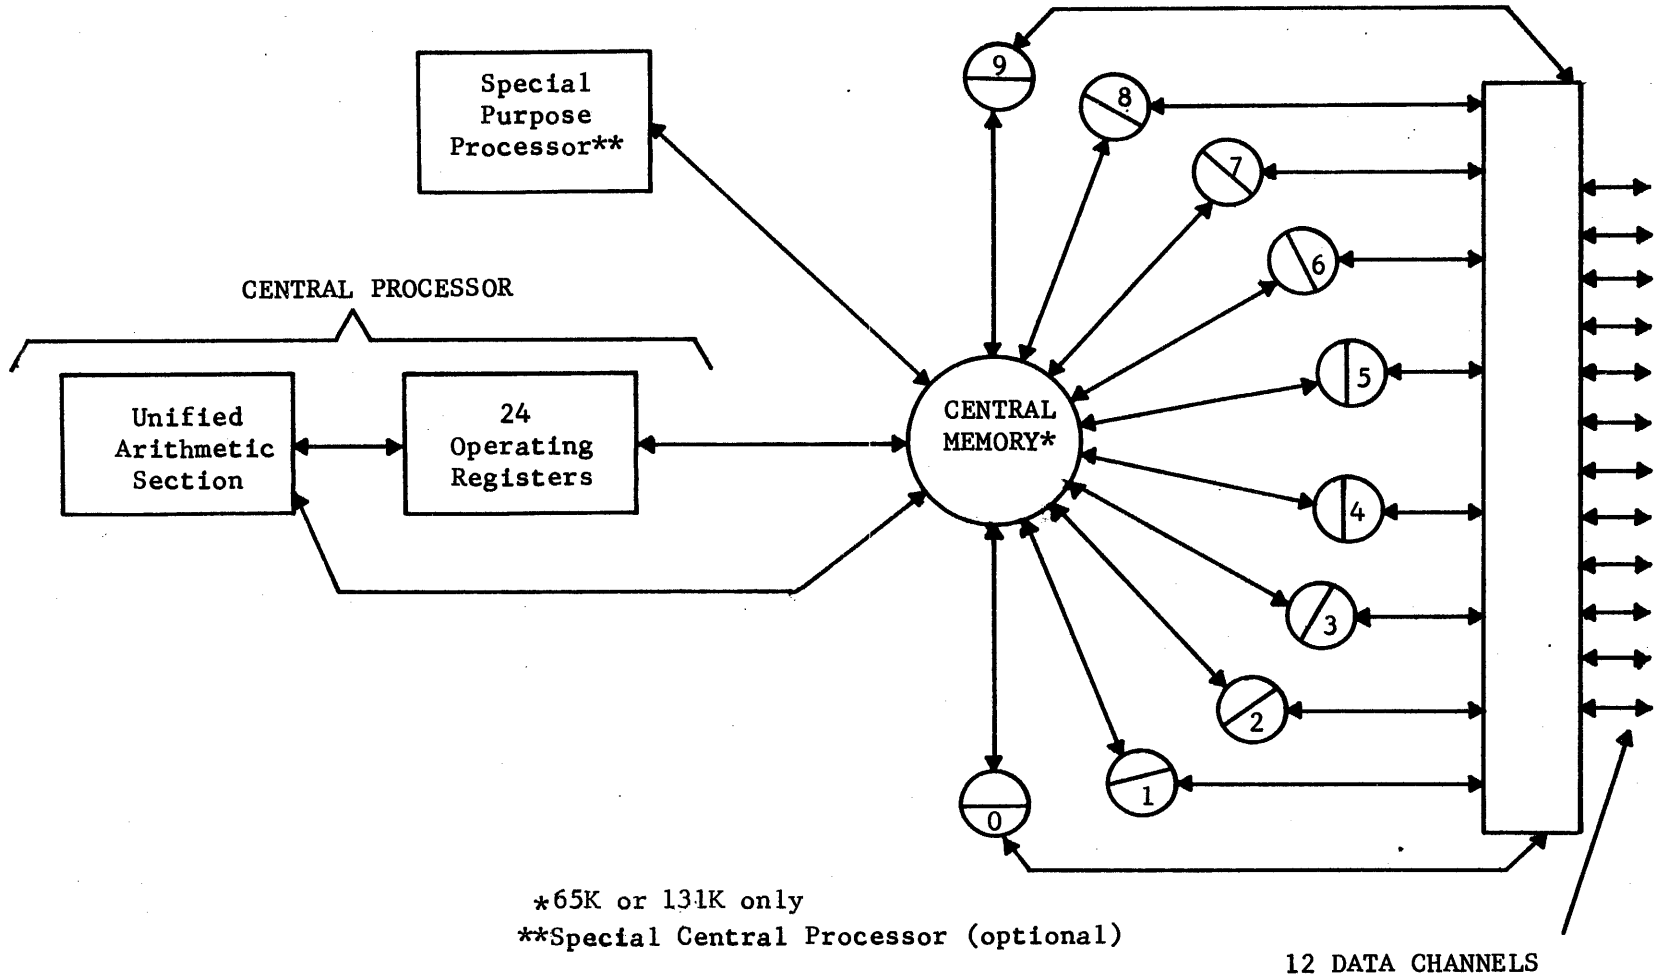 Special
Purpose
Processor**
CENTRAL PROCESSOR
Unified
Arithmetic
Section
24
Operating
Registers
CENTRAL
MEMORY*
9
8
7
6
5
4
3
2
1
0
*65K or 131K only
**Special Central Processor (optional)
12 DATA CHANNELS